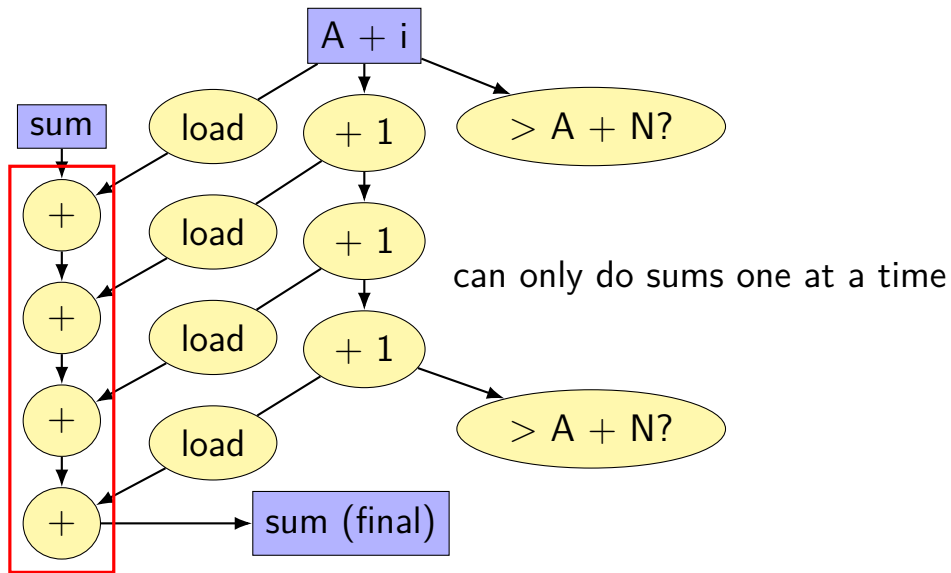 A + i
sum
load
+ 1
> A + N?
+
load
+ 1
can only do sums one at a time
+
load
+ 1
+
load
> A + N?
+
sum (final)